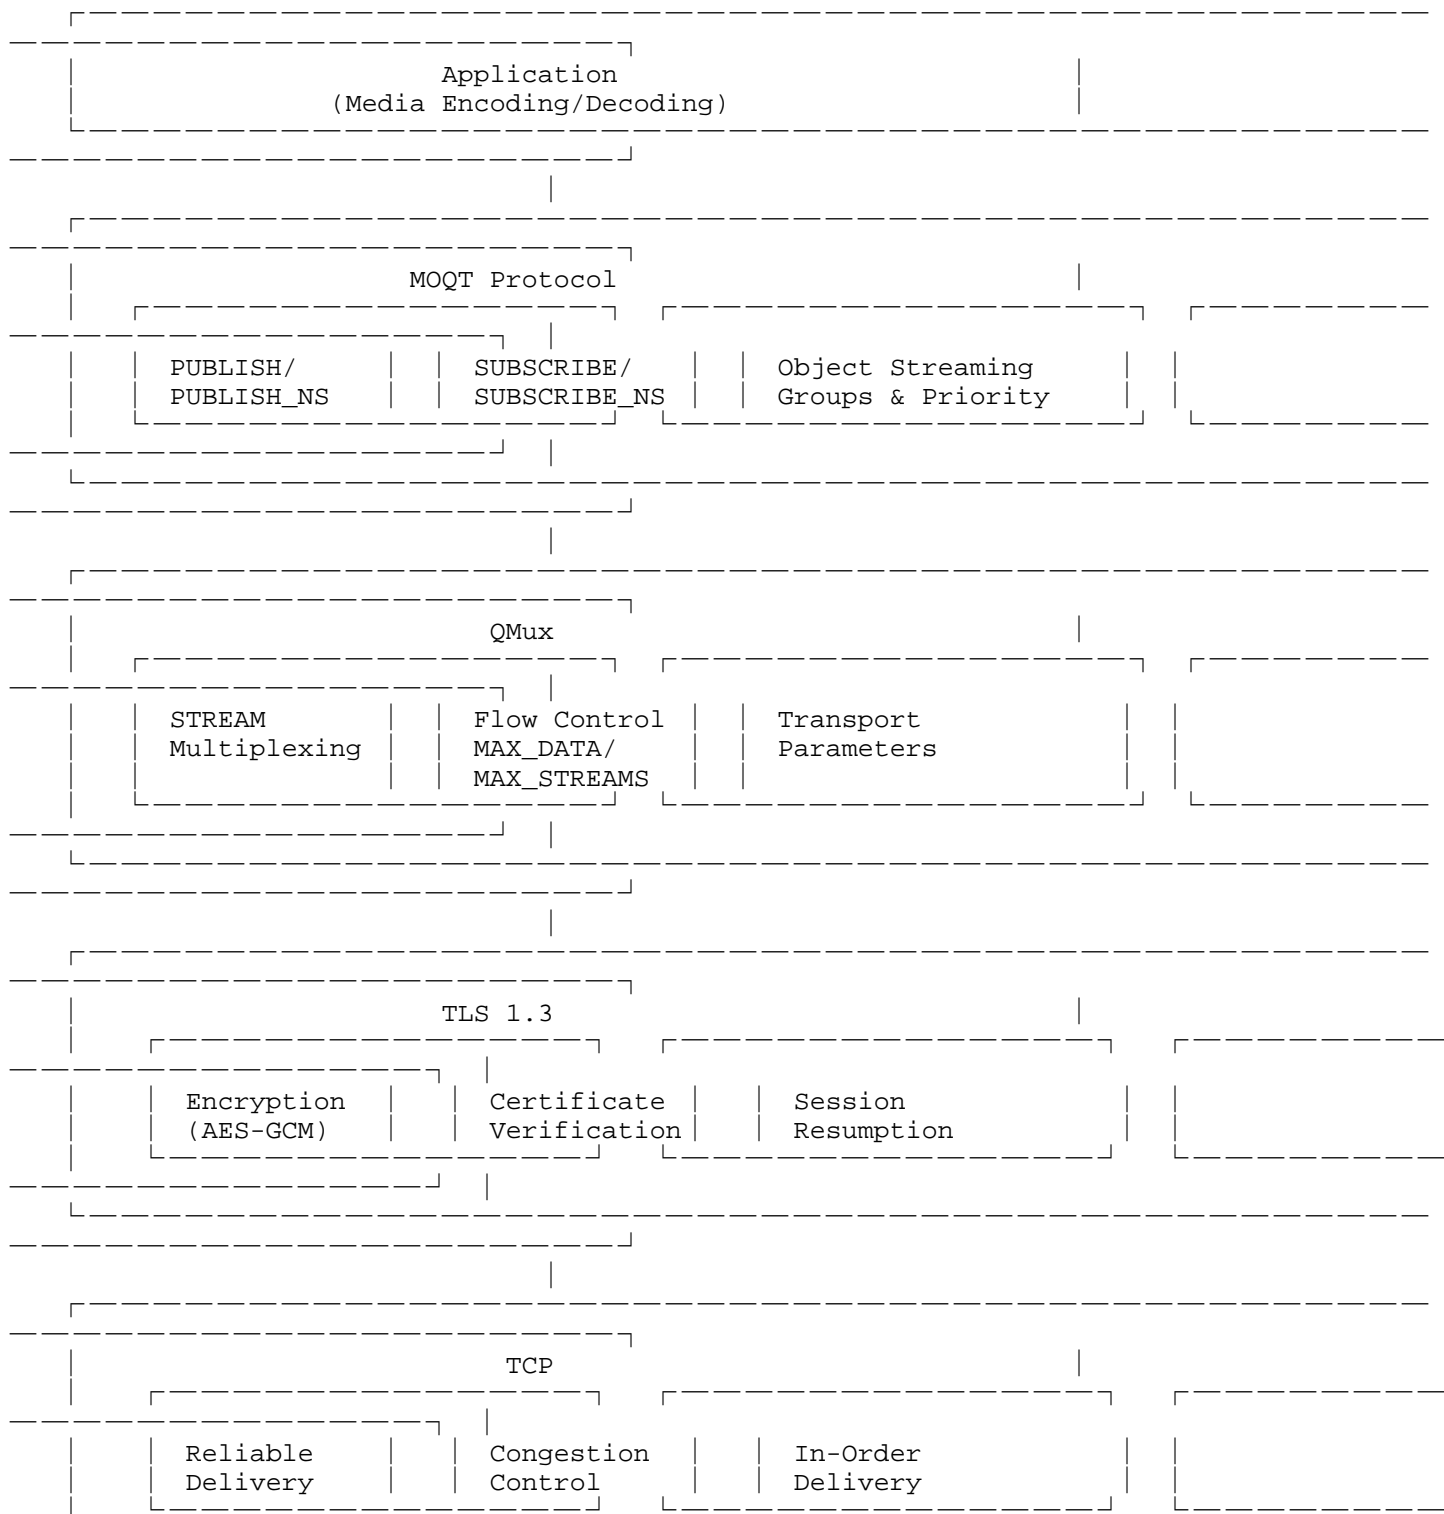 Application
(Media Encoding/Decoding)
MOQT Protocol
PUBLISH/ SUBSCRIBE/ Object Streaming
PUBLISH_NS SUBSCRIBE_NS Groups & Priority
QMux
STREAM Flow Control Transport
Multiplexing MAX_DATA/ Parameters
MAX_STREAMS
TLS 1.3
Encryption Certificate Session
(AES-GCM) Verification Resumption
TCP
Reliable Congestion In-Order
Delivery Control Delivery